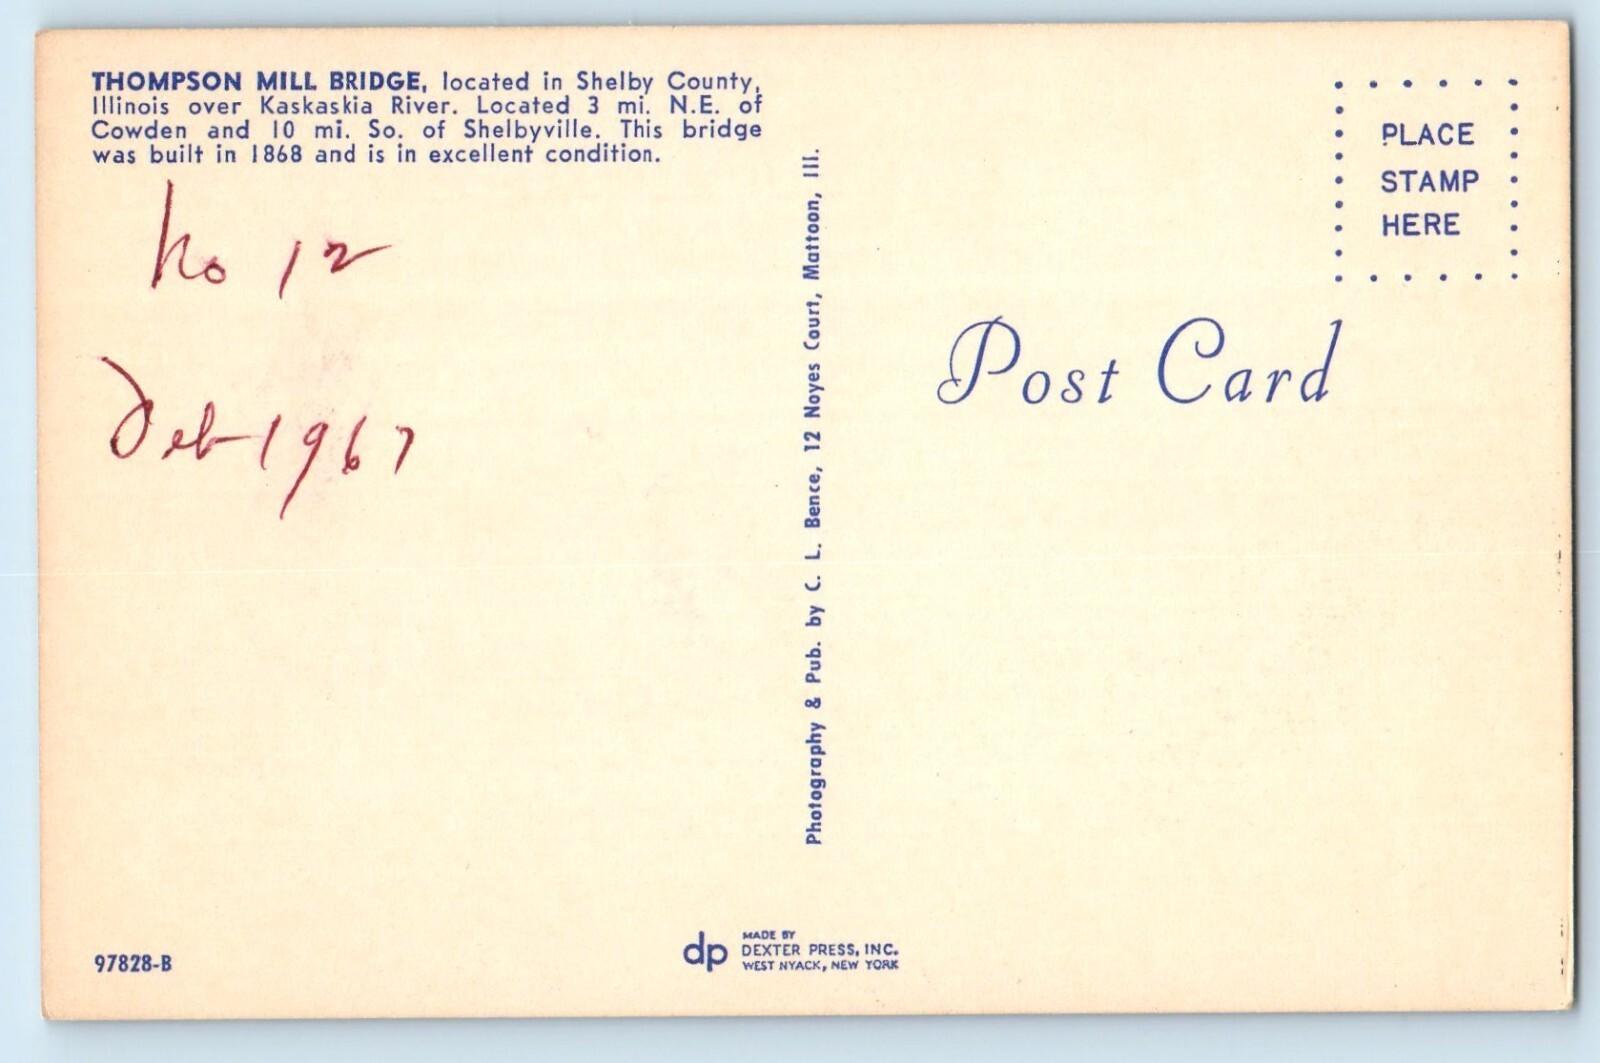 THOMPSON MILL BRIDGE, located in Shelby County,
Illinois over Kaskaskia River. Located 3 mi. N.E. of
Cowden and 10 mi. So. of Shelbyville. This bridge
was built in 1868 and is in excellent condition.
No 12
Feb 1967
Photography & Pub. by C. L. Bence, 12 Noyes Court, Mattoon, Ill.
PLACE
STAMP
HERE
Post Card
97828-B
dp
MADE BY
DEXTER PRESS, INC.
WEST NYACK, NEW YORK